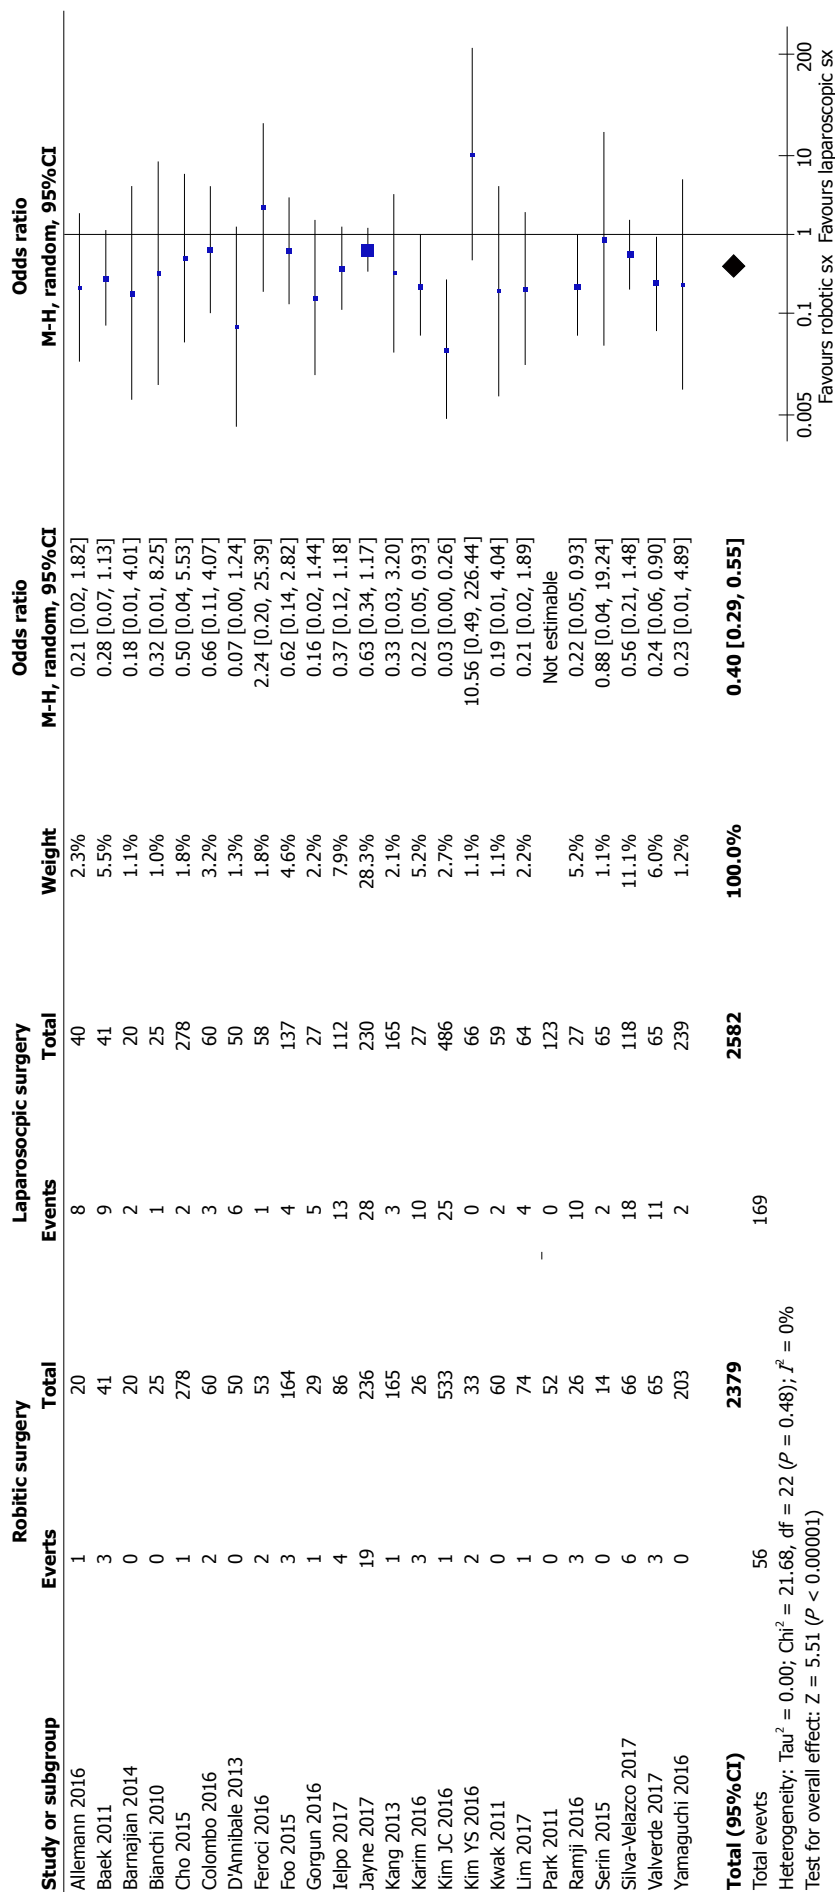 Robitic surgery Laparosocpic surgery Odds ratio Odds ratio
Study or subgroup Everts Total Events Total Weight M-H, random, 95%CI M-H, random, 95%CI
Allemann 2016 1 20 8 40 2.3% 0.21 [0.02, 1.82]
Baek 2011 3 41 9 41 5.5% 0.28 [0.07, 1.13]
Barnajian 2014 0 20 2 20 1.1% 0.18 [0.01, 4.01]
Bianchi 2010 0 25 1 25 1.0% 0.32 [0.01, 8.25]
Cho 2015 1 278 2 278 1.8% 0.50 [0.04, 5.53]
Colombo 2016 2 60 3 60 3.2% 0.66 [0.11, 4.07]
D'Annibale 2013 0 50 6 50 1.3% 0.07 [0.00, 1.24]
Feroci 2016 2 53 1 58 1.8% 2.24 [0.20, 25.39]
Foo 2015 3 164 4 137 4.6% 0.62 [0.14, 2.82]
Gorgun 2016 1 29 5 27 2.2% 0.16 [0.02, 1.44]
Ielpo 2017 4 86 13 112 7.9% 0.37 [0.12, 1.18]
Jayne 2017 19 236 28 230 28.3% 0.63 [0.34, 1.17]
Kang 2013 1 165 3 165 2.1% 0.33 [0.03, 3.20]
Karim 2016 3 26 10 27 5.2% 0.22 [0.05, 0.93]
Kim JC 2016 1 533 25 486 2.7% 0.03 [0.00, 0.26]
Kim YS 2016 2 33 0 66 1.1% 10.56 [0.49, 226.44]
Kwak 2011 0 60 2 59 1.1% 0.19 [0.01, 4.04]
Lim 2017 1 74 4 64 2.2% 0.21 [0.02, 1.89]
Park 2011 0 52 0 123 Not estimable
Ramji 2016 3 26 10 27 5.2% 0.22 [0.05, 0.93]
Serin 2015 0 14 2 65 1.1% 0.88 [0.04, 19.24]
Silva-Velazco 2017 6 66 18 118 11.1% 0.56 [0.21, 1.48]
Valverde 2017 3 65 11 65 6.0% 0.24 [0.06, 0.90]
Yamaguchi 2016 0 203 2 239 1.2% 0.23 [0.01, 4.89]
Total (95%CI) 2379 2582 100.0% 0.40 [0.29, 0.55]
Total evevts 56 169
Heterogeneity: Tau² = 0.00; Chi² = 21.68, df = 22 (P = 0.48); I² = 0%
Test for overall effect: Z = 5.51 (P < 0.00001)
0.005 0.1 1 10 200
Favours robotic sx Favours laparoscopic sx